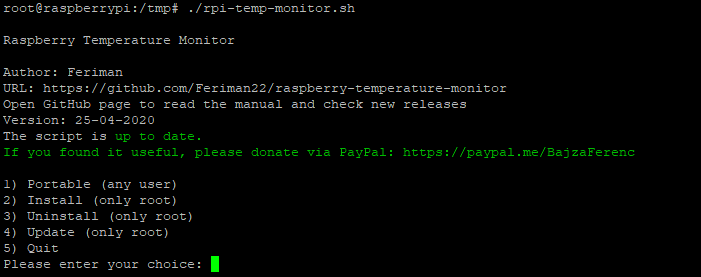 root@raspberrypi:/tmp# ./rpi-temp-monitor.sh
Raspberry Temperature Monitor
Author: Feriman
URL: https://github.com/Feriman22/raspberry-temperature-monitor
Open GitHub page to read the manual and check new releases
Version: 25-04-2020
The script is up to date.
If you found it useful, please donate via PayPal: https://paypal.me/BajzaFerenc
1) Portable (any user)
2) Install (only root)
3) Uninstall (only root)
4) Update (only root)
5) Quit
Please enter your choice: